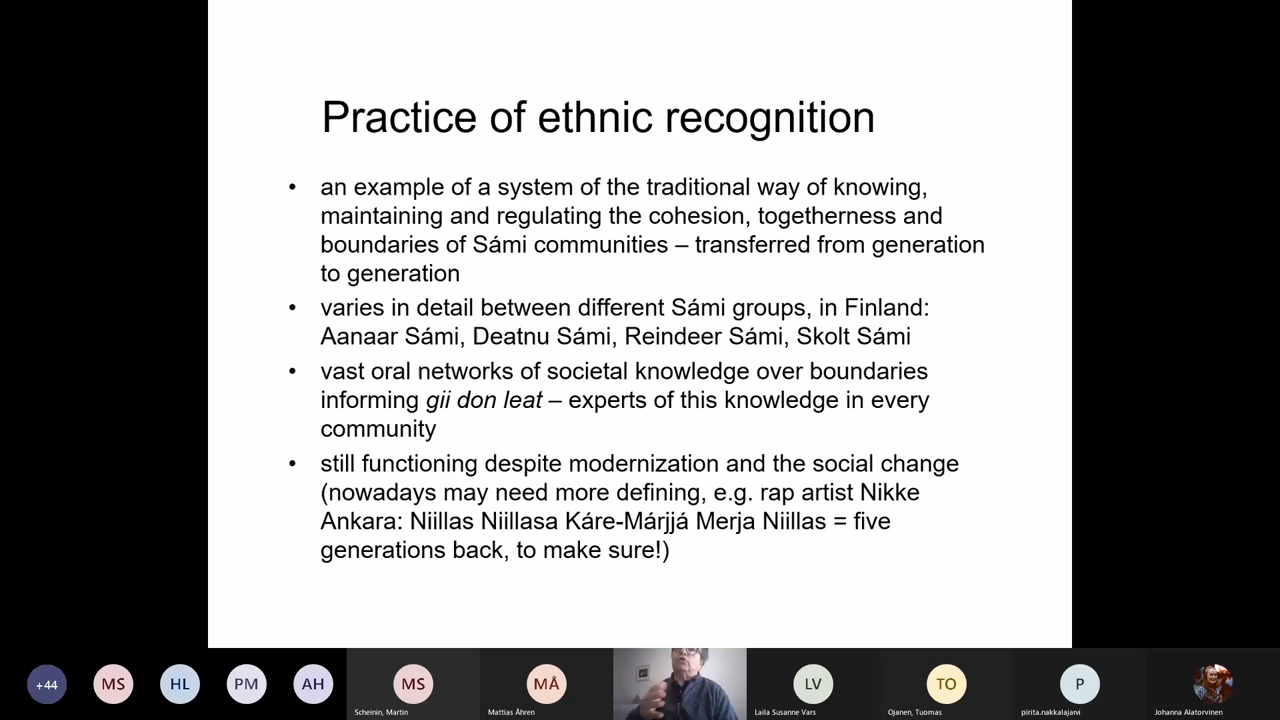 Practice of ethnic recognition
• an example of a system of the traditional way of knowing,
maintaining and regulating the cohesion, togetherness and
boundaries of Sámi communities – transferred from generation
to generation
• varies in detail between different Sámi groups, in Finland:
Aanaar Sámi, Deatnu Sámi, Reindeer Sámi, Skolt Sámi
• vast oral networks of societal knowledge over boundaries
informing gii don leat – experts of this knowledge in every
community
• still functioning despite modernization and the social change
(nowadays may need more defining, e.g. rap artist Nikke
Ankara: Niillas Niillasa Káre-Márjjá Merja Niillas = five
generations back, to make sure!)
+44
MS
HL
PM
AH
MS
Scheinin, Martin
MÅ
Mattias Åhren
LV
Laila Susanne Vars
TO
Ojanen, Tuomas
P
pirita.nakkalajarvi
Johanna Alatorvinen